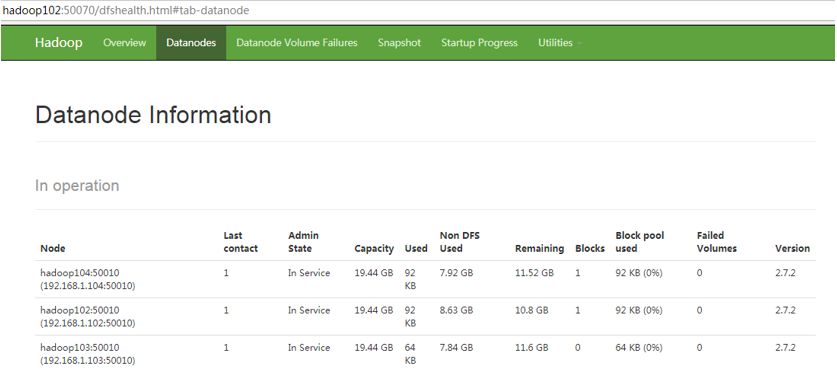 hadoop102:50070/dfshealth.html#tab-datanode
Hadoop Overview Datanodes Datanode Volume Failures Snapshot Startup Progress Utilities
Datanode Information
In operation
Node Last contact Admin State Capacity Used Non DFS Used Remaining Blocks Block pool used Failed Volumes Version
hadoop104:50010 (192.168.1.104:50010) 1 In Service 19.44 GB 92 KB 7.92 GB 11.52 GB 1 92 KB (0%) 0 2.7.2
hadoop102:50010 (192.168.1.102:50010) 1 In Service 19.44 GB 92 KB 8.63 GB 10.8 GB 1 92 KB (0%) 0 2.7.2
hadoop103:50010 (192.168.1.103:50010) 1 In Service 19.44 GB 64 KB 7.84 GB 11.6 GB 0 64 KB (0%) 0 2.7.2